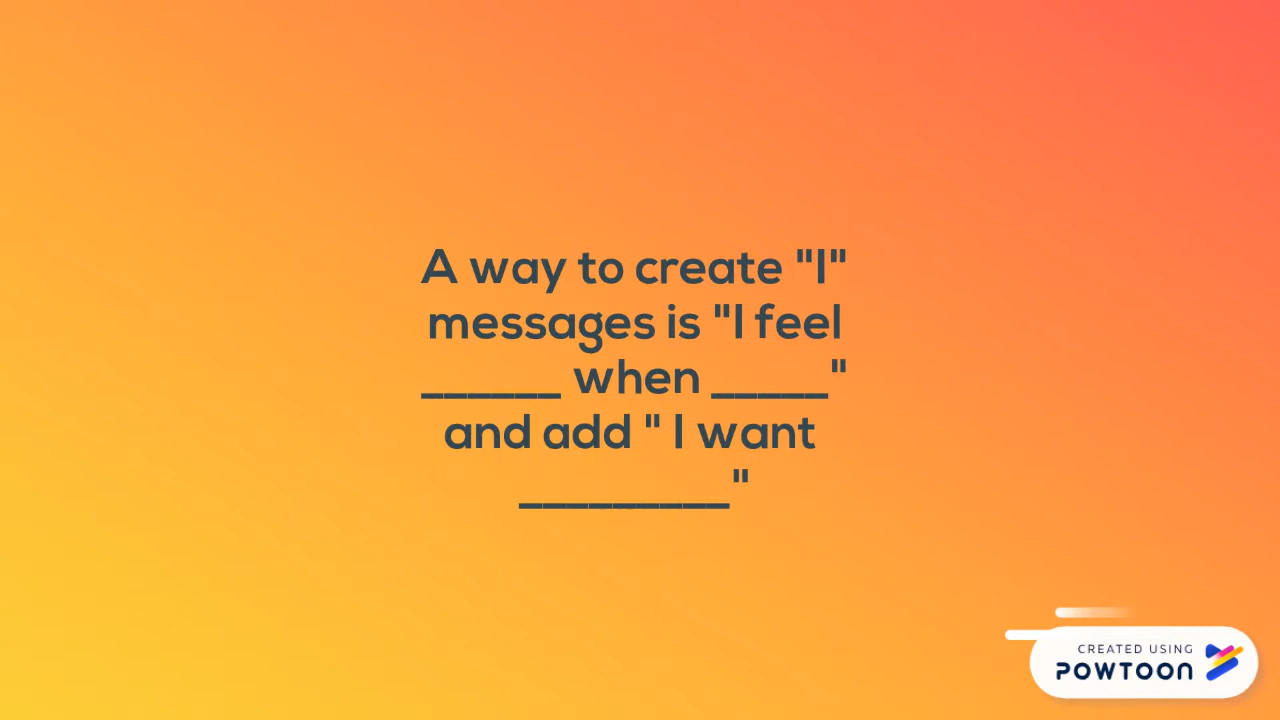 A way to create "I"
messages is "I feel
______ when _____"
and add " I want
_________"
CREATED USING
POWTOON